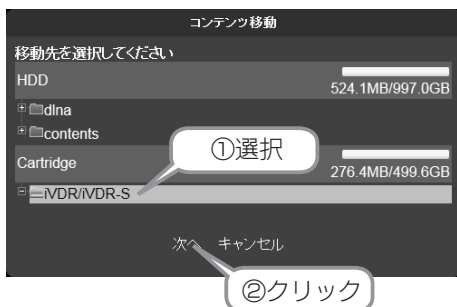 コンテンツ移動
移動先を選択してください
HDD
524.1MB/997.0GB
dlna
contents
①選択
Cartridge
276.4MB/499.6GB
iVDR/iVDR-S
次へ キャンセル
②クリック